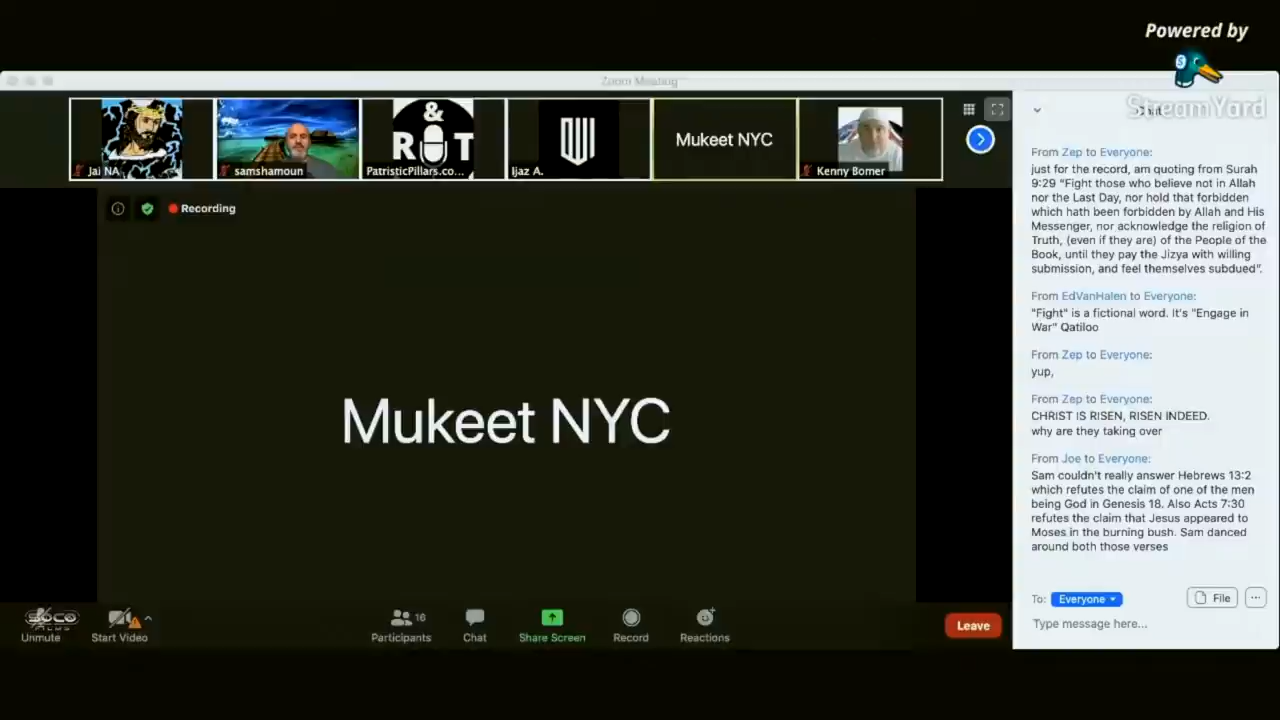 Powered by
StreamYard
Zoom Meeting
&
R T
Mukeet NYC
Jai NA
samshamoun
PatristicPillars.co...
Ijaz A.
Kenny Bomer
Recording
Mukeet NYC
From Zep to Everyone:
just for the record, am quoting from Surah
9:29 “Fight those who believe not in Allah
nor the Last Day, nor hold that forbidden
which hath been forbidden by Allah and His
Messenger, nor acknowledge the religion of
Truth, (even if they are) of the People of the
Book, until they pay the Jizya with willing
submission, and feel themselves subdued”.
From EdVanHalen to Everyone:
"Fight" is a fictional word. It's "Engage in
War" Qatiloo
From Zep to Everyone:
yup,
From Zep to Everyone:
CHRIST IS RISEN, RISEN INDEED.
why are they taking over
From Joe to Everyone:
Sam couldn't really answer Hebrews 13:2
which refutes the claim of one of the men
being God in Genesis 18. Also Acts 7:30
refutes the claim that Jesus appeared to
Moses in the burning bush. Sam danced
around both those verses
To: Everyone
File
Type message here...
Unmute
Start Video
16
Participants
Chat
Share Screen
Record
Reactions
Leave